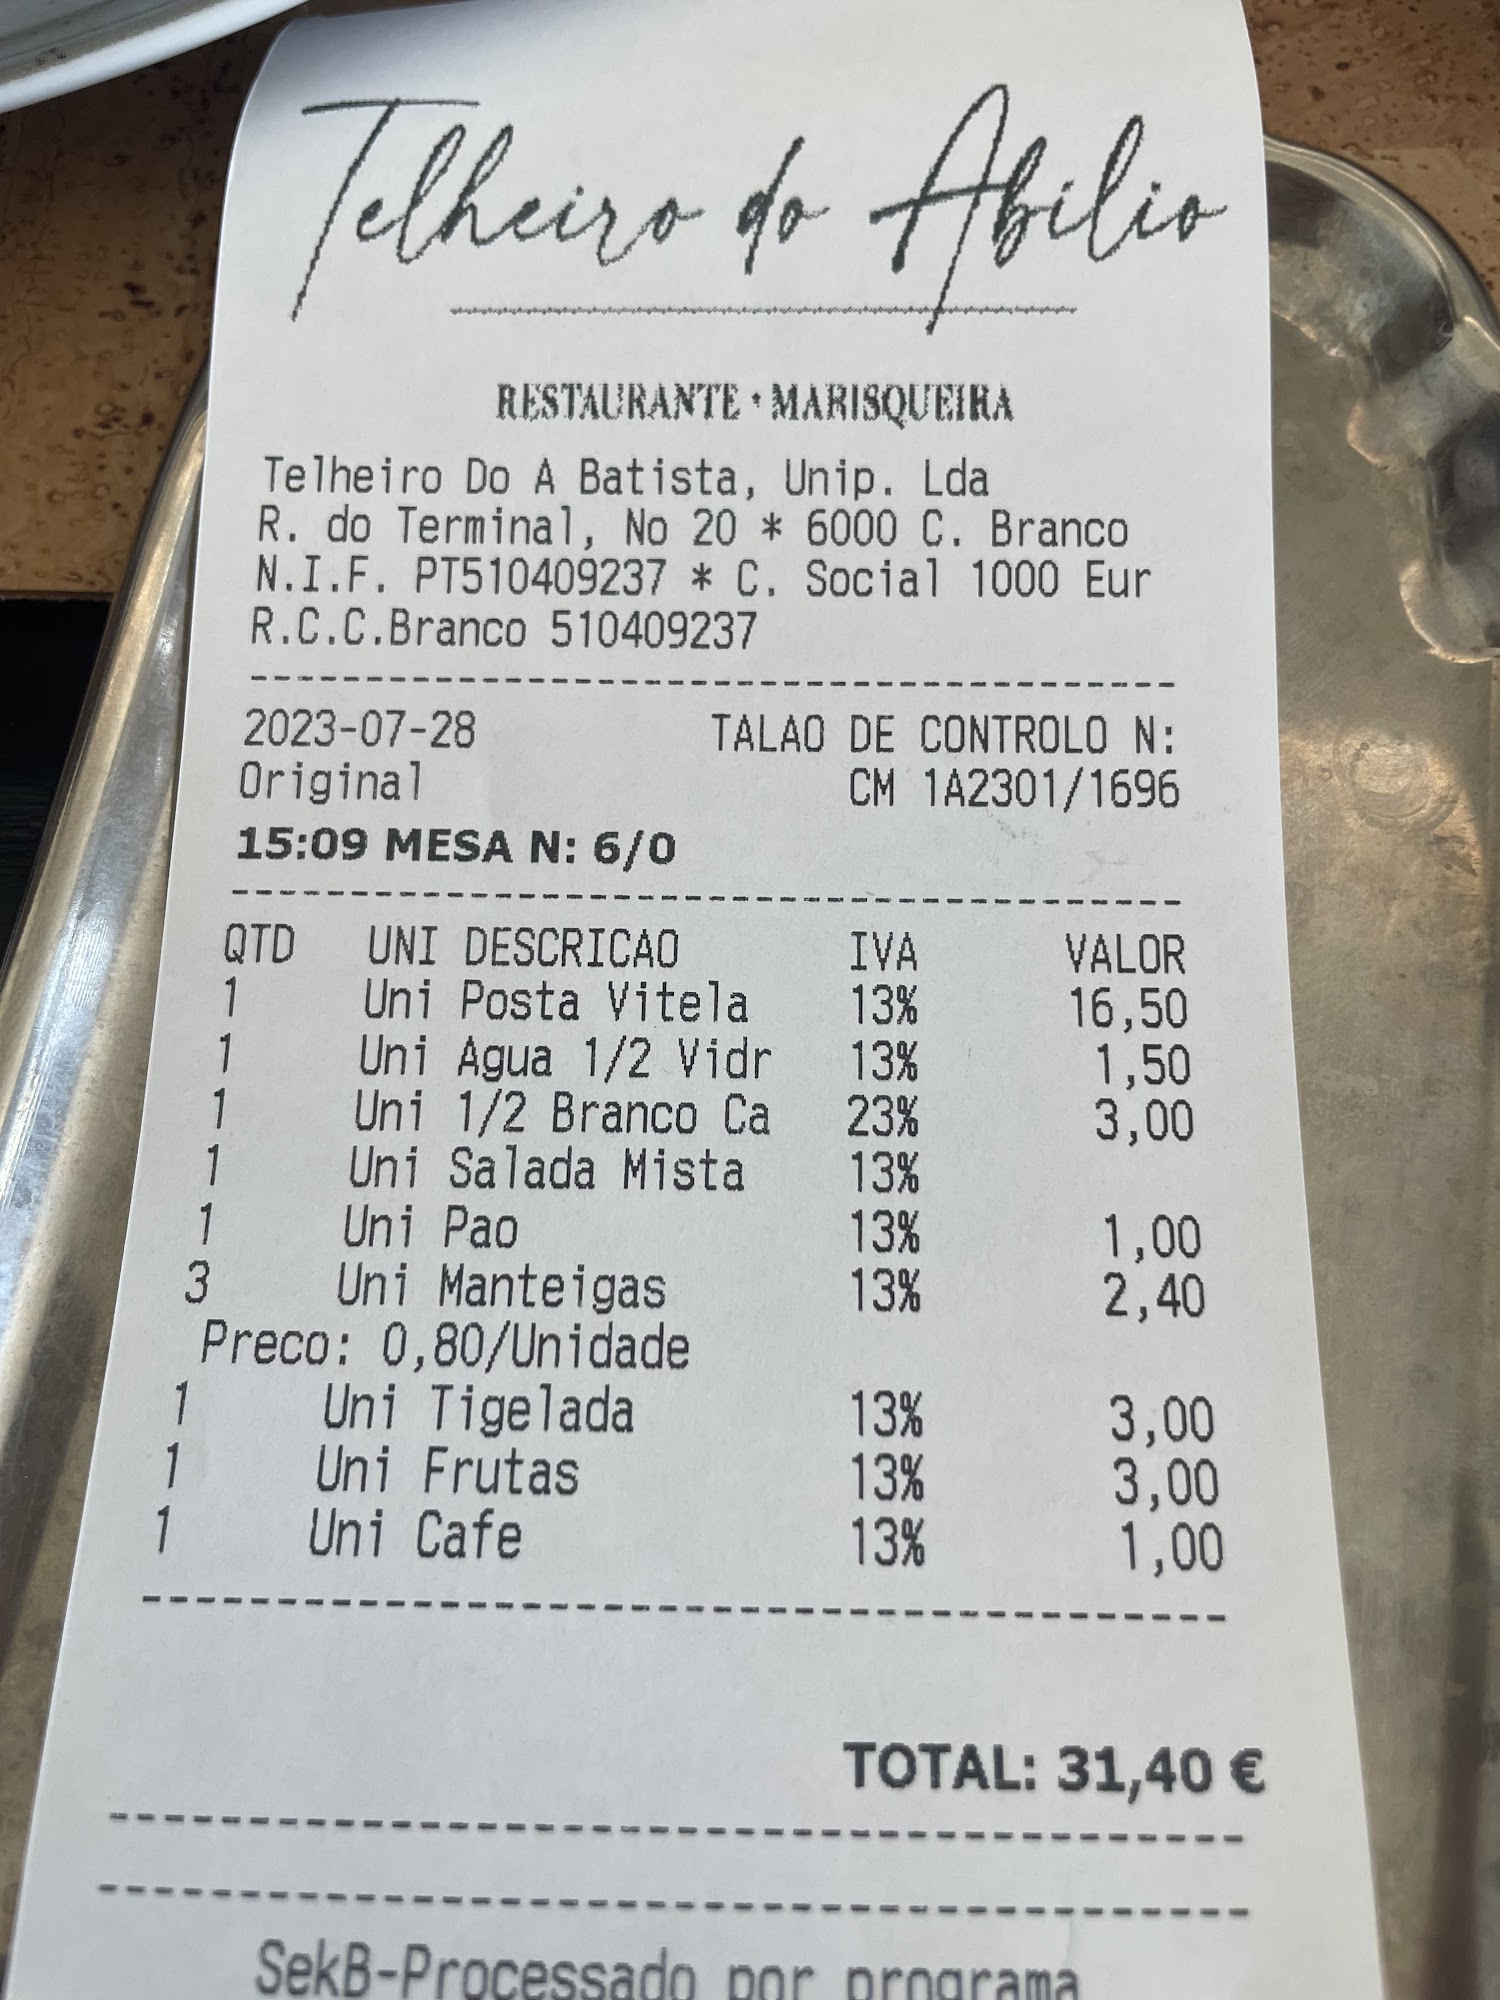 Telheiro do Abílio
RESTAURANTE • MARISQUEIRA
Telheiro Do A Batista, Unip. Lda
R. do Terminal, No 20 * 6000 C. Branco
N.I.F. PT510409237 * C. Social 1000 Eur
R.C.C.Branco 510409237
2023-07-28 TALAO DE CONTROLO N:
Original CM 1A2301/1696
15:09 MESA N: 6/0
QTD UNI DESCRICAO IVA VALOR
1 Uni Posta Vitela 13% 16,50
1 Uni Agua 1/2 Vidr 13% 1,50
1 Uni 1/2 Branco Ca 23% 3,00
1 Uni Salada Mista 13%
1 Uni Pao 13% 1,00
3 Uni Manteigas 13% 2,40
Preco: 0,80/Unidade
1 Uni Tigelada 13% 3,00
1 Uni Frutas 13% 3,00
1 Uni Cafe 13% 1,00
TOTAL: 31,40 €
SekB-Processado por programa